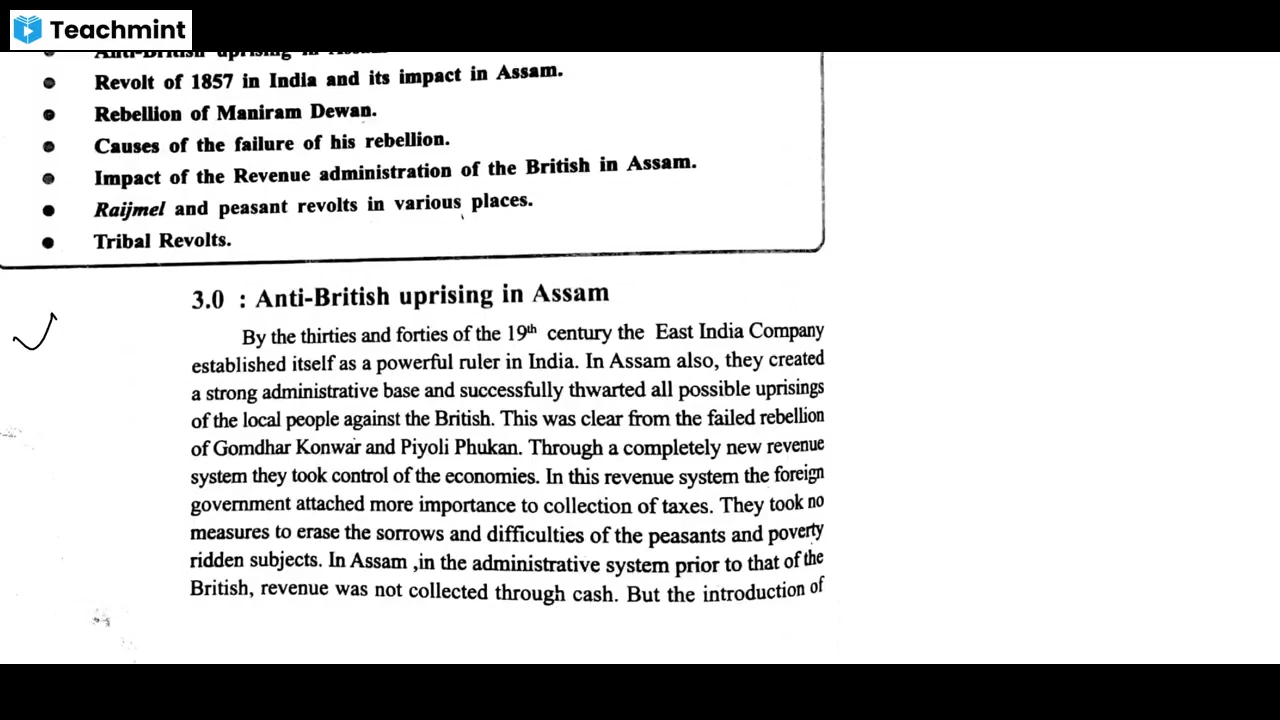 Teachmint
Anti-British uprising in Assam
Revolt of 1857 in India and its impact in Assam.
Rebellion of Maniram Dewan.
Causes of the failure of his rebellion.
Impact of the Revenue administration of the British in Assam.
Raijmel and peasant revolts in various places.
Tribal Revolts.
3.0 : Anti-British uprising in Assam
By the thirties and forties of the 19th century the East India Company
established itself as a powerful ruler in India. In Assam also, they created
a strong administrative base and successfully thwarted all possible uprisings
of the local people against the British. This was clear from the failed rebellion
of Gomdhar Konwar and Piyoli Phukan. Through a completely new revenue
system they took control of the economies. In this revenue system the foreign
government attached more importance to collection of taxes. They took no
measures to erase the sorrows and difficulties of the peasants and poverty
ridden subjects. In Assam ,in the administrative system prior to that of the
British, revenue was not collected through cash. But the introduction of